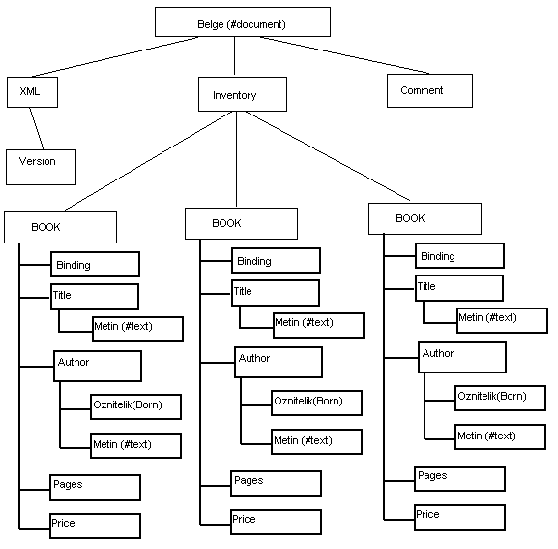 Belge (#document)
XML
Inventory
Comment
Version
BOOK
Binding
Title
Metin (#text)
Author
Oznitelik(Born)
Metin (#text)
Pages
Price
BOOK
Binding
Title
Metin (#text)
Author
Oznitelik(Born)
Metin (#text)
Pages
Price
BOOK
Binding
Title
Metin (#text)
Author
Oznitelik(Born)
Metin (#text)
Pages
Price